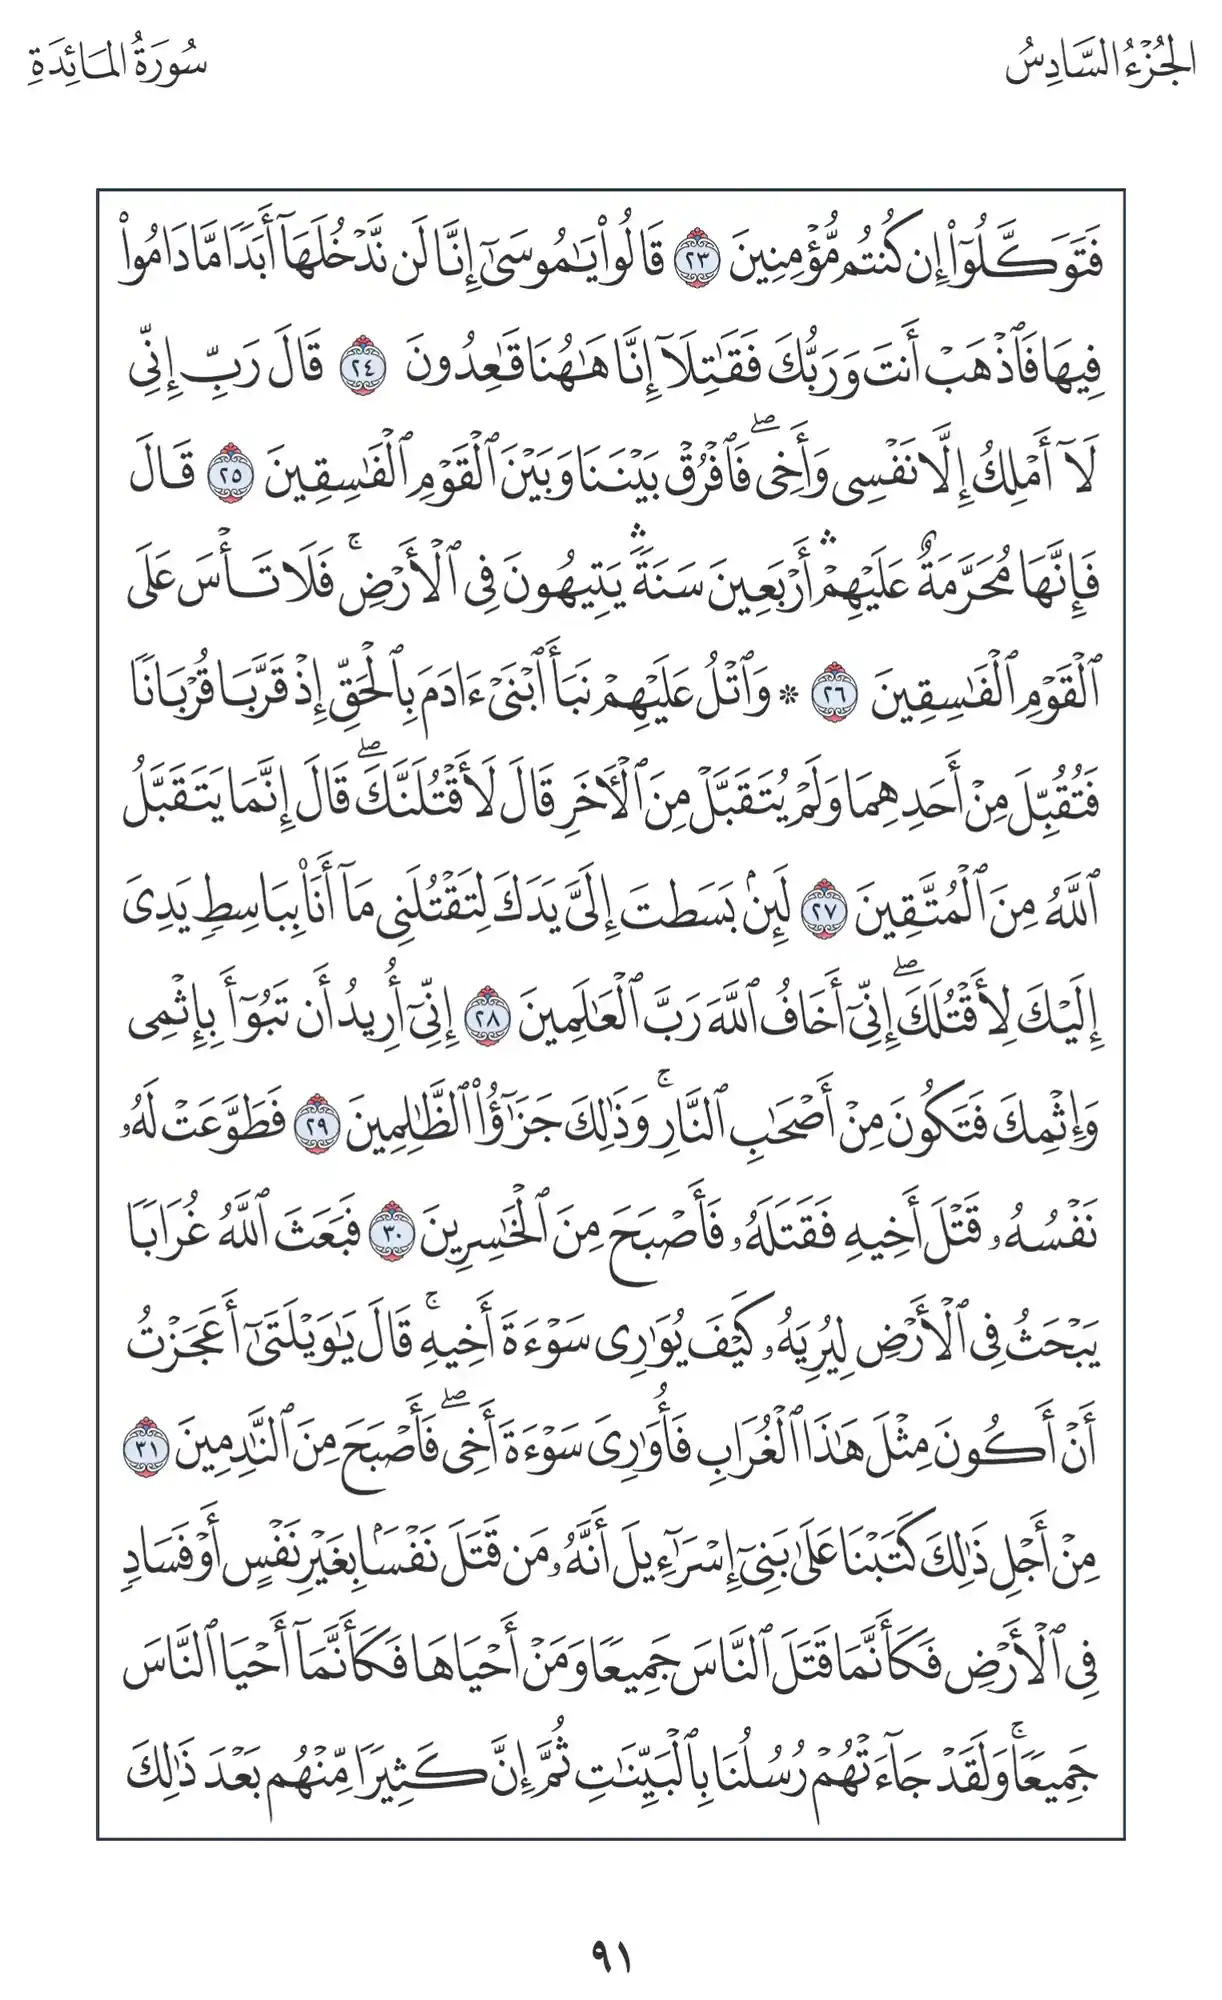 الجُزْءُ السَّادِسُ
سُورَةُ المَائِدَةِ
فَتَوَكَّلُوٓاْ إِن كُنتُم مُّؤۡمِنِينَ ٢٣ قَالُواْ يَٰمُوسَىٰٓ إِنَّا لَن نَّدۡخُلَهَآ أَبَدٗا مَّا دَامُواْ
فِيهَا فَٱذۡهَبۡ أَنتَ وَرَبُّكَ فَقَٰتِلَآ إِنَّا هَٰهُنَا قَٰعِدُونَ ٢٤ قَالَ رَبِّ إِنِّي
لَآ أَمۡلِكُ إِلَّا نَفۡسِي وَأَخِيۖ فَٱفۡرُقۡ بَيۡنَنَا وَبَيۡنَ ٱلۡقَوۡمِ ٱلۡفَٰسِقِينَ ٢٥ قَالَ
فَإِنَّهَا مُحَرَّمَةٌ عَلَيۡهِمۡۛ أَرۡبَعِينَ سَنَةٗۛ يَتِيهُونَ فِي ٱلۡأَرۡضِۚ فَلَا تَأۡسَ عَلَى
ٱلۡقَوۡمِ ٱلۡفَٰسِقِينَ ٢٦ * وَٱتۡلُ عَلَيۡهِمۡ نَبَأَ ٱبۡنَيۡ ءَادَمَ بِٱلۡحَقِّ إِذۡ قَرَّبَا قُرۡبَانٗا
فَتُقُبِّلَ مِنۡ أَحَدِهِمَا وَلَمۡ يُتَقَبَّلۡ مِنَ ٱلۡأٓخَرِ قَالَ لَأَقۡتُلَنَّكَۖ قَالَ إِنَّمَا يَتَقَبَّلُ
ٱللَّهُ مِنَ ٱلۡمُتَّقِينَ ٢٧ لَئِنۢ بَسَطتَ إِلَيَّ يَدَكَ لِتَقۡتُلَنِي مَآ أَنَا۠ بِبَاسِطٖ يَدِيَ
إِلَيۡكَ لِأَقۡتُلَكَۖ إِنِّيٓ أَخَافُ ٱللَّهَ رَبَّ ٱلۡعَٰلَمِينَ ٢٨ إِنِّيٓ أُرِيدُ أَن تَبُوٓأَ بِإِثۡمِي
وَإِثۡمِكَ فَتَكُونَ مِنۡ أَصۡحَٰبِ ٱلنَّارِۚ وَذَٰلِكَ جَزَٰٓؤُاْ ٱلظَّٰلِمِينَ ٢٩ فَطَوَّعَتۡ لَهُۥ
نَفۡسُهُۥ قَتۡلَ أَخِيهِ فَقَتَلَهُۥ فَأَصۡبَحَ مِنَ ٱلۡخَٰسِرِينَ ٣٠ فَبَعَثَ ٱللَّهُ غُرَابٗا
يَبۡحَثُ فِي ٱلۡأَرۡضِ لِيُرِيَهُۥ كَيۡفَ يُوَٰرِي سَوۡءَةَ أَخِيهِۚ قَالَ يَٰوَيۡلَتَىٰٓ أَعَجَزۡتُ
أَنۡ أَكُونَ مِثۡلَ هَٰذَا ٱلۡغُرَابِ فَأُوَٰرِيَ سَوۡءَةَ أَخِيۖ فَأَصۡبَحَ مِنَ ٱلنَّٰدِمِينَ ٣١
مِنۡ أَجۡلِ ذَٰلِكَ كَتَبۡنَا عَلَىٰ بَنِيٓ إِسۡرَٰٓءِيلَ أَنَّهُۥ مَن قَتَلَ نَفۡسَۢا بِغَيۡرِ نَفۡسٍ أَوۡ فَسَادٖ
فِي ٱلۡأَرۡضِ فَكَأَنَّمَا قَتَلَ ٱلنَّاسَ جَمِيعٗا وَمَنۡ أَحۡيَاهَا فَكَأَنَّمَآ أَحۡيَا ٱلنَّاسَ
جَمِيعٗاۚ وَلَقَدۡ جَآءَتۡهُمۡ رُسُلُنَا بِٱلۡبَيِّنَٰتِ ثُمَّ إِنَّ كَثِيرٗا مِّنۡهُم بَعۡدَ ذَٰلِكَ
٩١